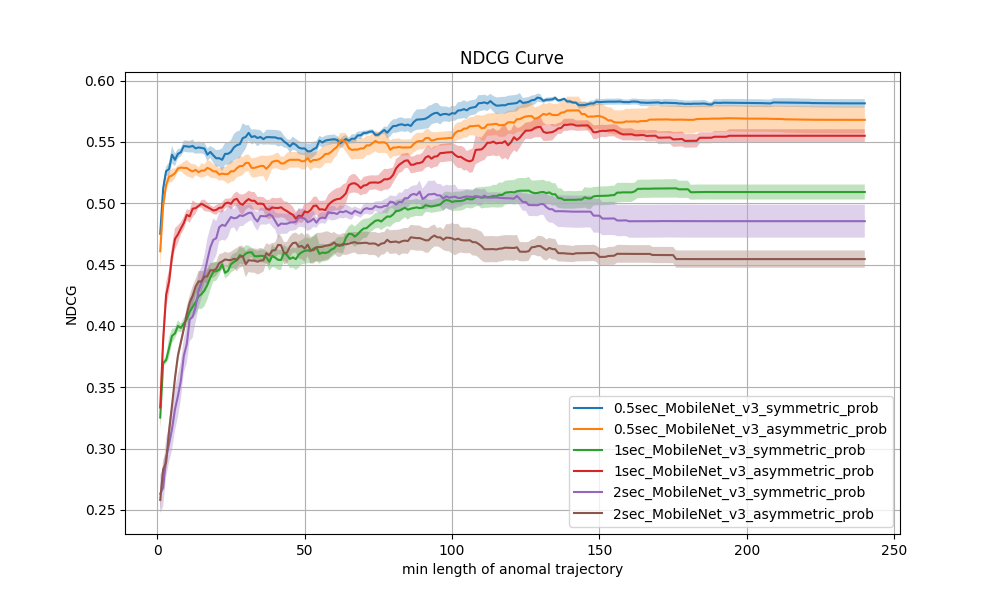 NDCG Curve
0.60
0.55
0.50
0.45
0.40
0.35
0.30
0.25
NDCG
0.5sec_MobileNet_v3_symmetric_prob
0.5sec_MobileNet_v3_asymmetric_prob
1sec_MobileNet_v3_symmetric_prob
1sec_MobileNet_v3_asymmetric_prob
2sec_MobileNet_v3_symmetric_prob
2sec_MobileNet_v3_asymmetric_prob
0 50 100 150 200 250
min length of anomal trajectory